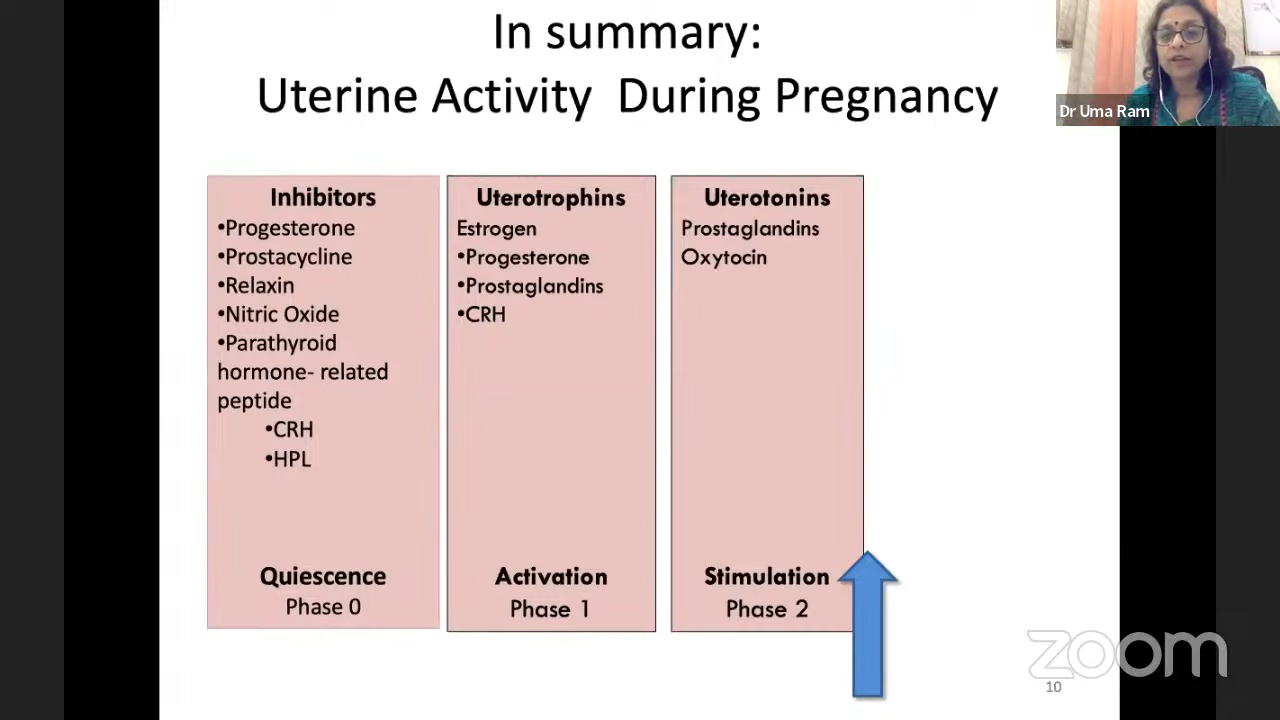 In summary:
Uterine Activity During Pregnancy
Dr Uma Ram
Inhibitors
•Progesterone
•Prostacycline
•Relaxin
•Nitric Oxide
•Parathyroid
hormone- related
peptide
•CRH
•HPL
Quiescence
Phase 0
Uterotrophins
Estrogen
•Progesterone
•Prostaglandins
•CRH
Activation
Phase 1
Uterotonins
Prostaglandins
Oxytocin
Stimulation
Phase 2
zoom
10